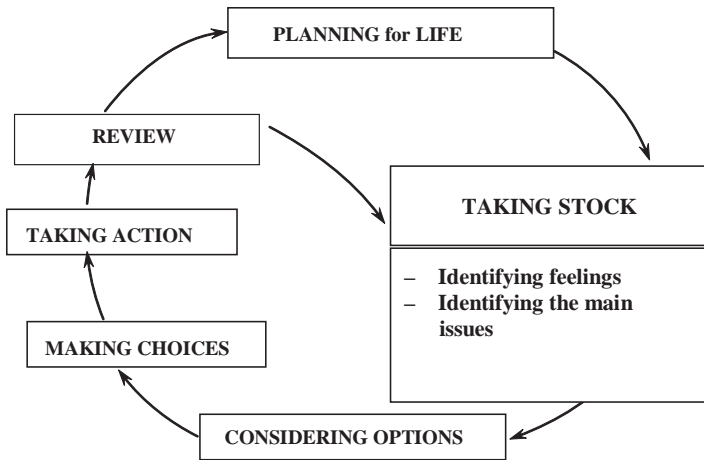 PLANNING for LIFE
REVIEW
TAKING STOCK
TAKING ACTION
– Identifying feelings
– Identifying the main
issues
MAKING CHOICES
CONSIDERING OPTIONS